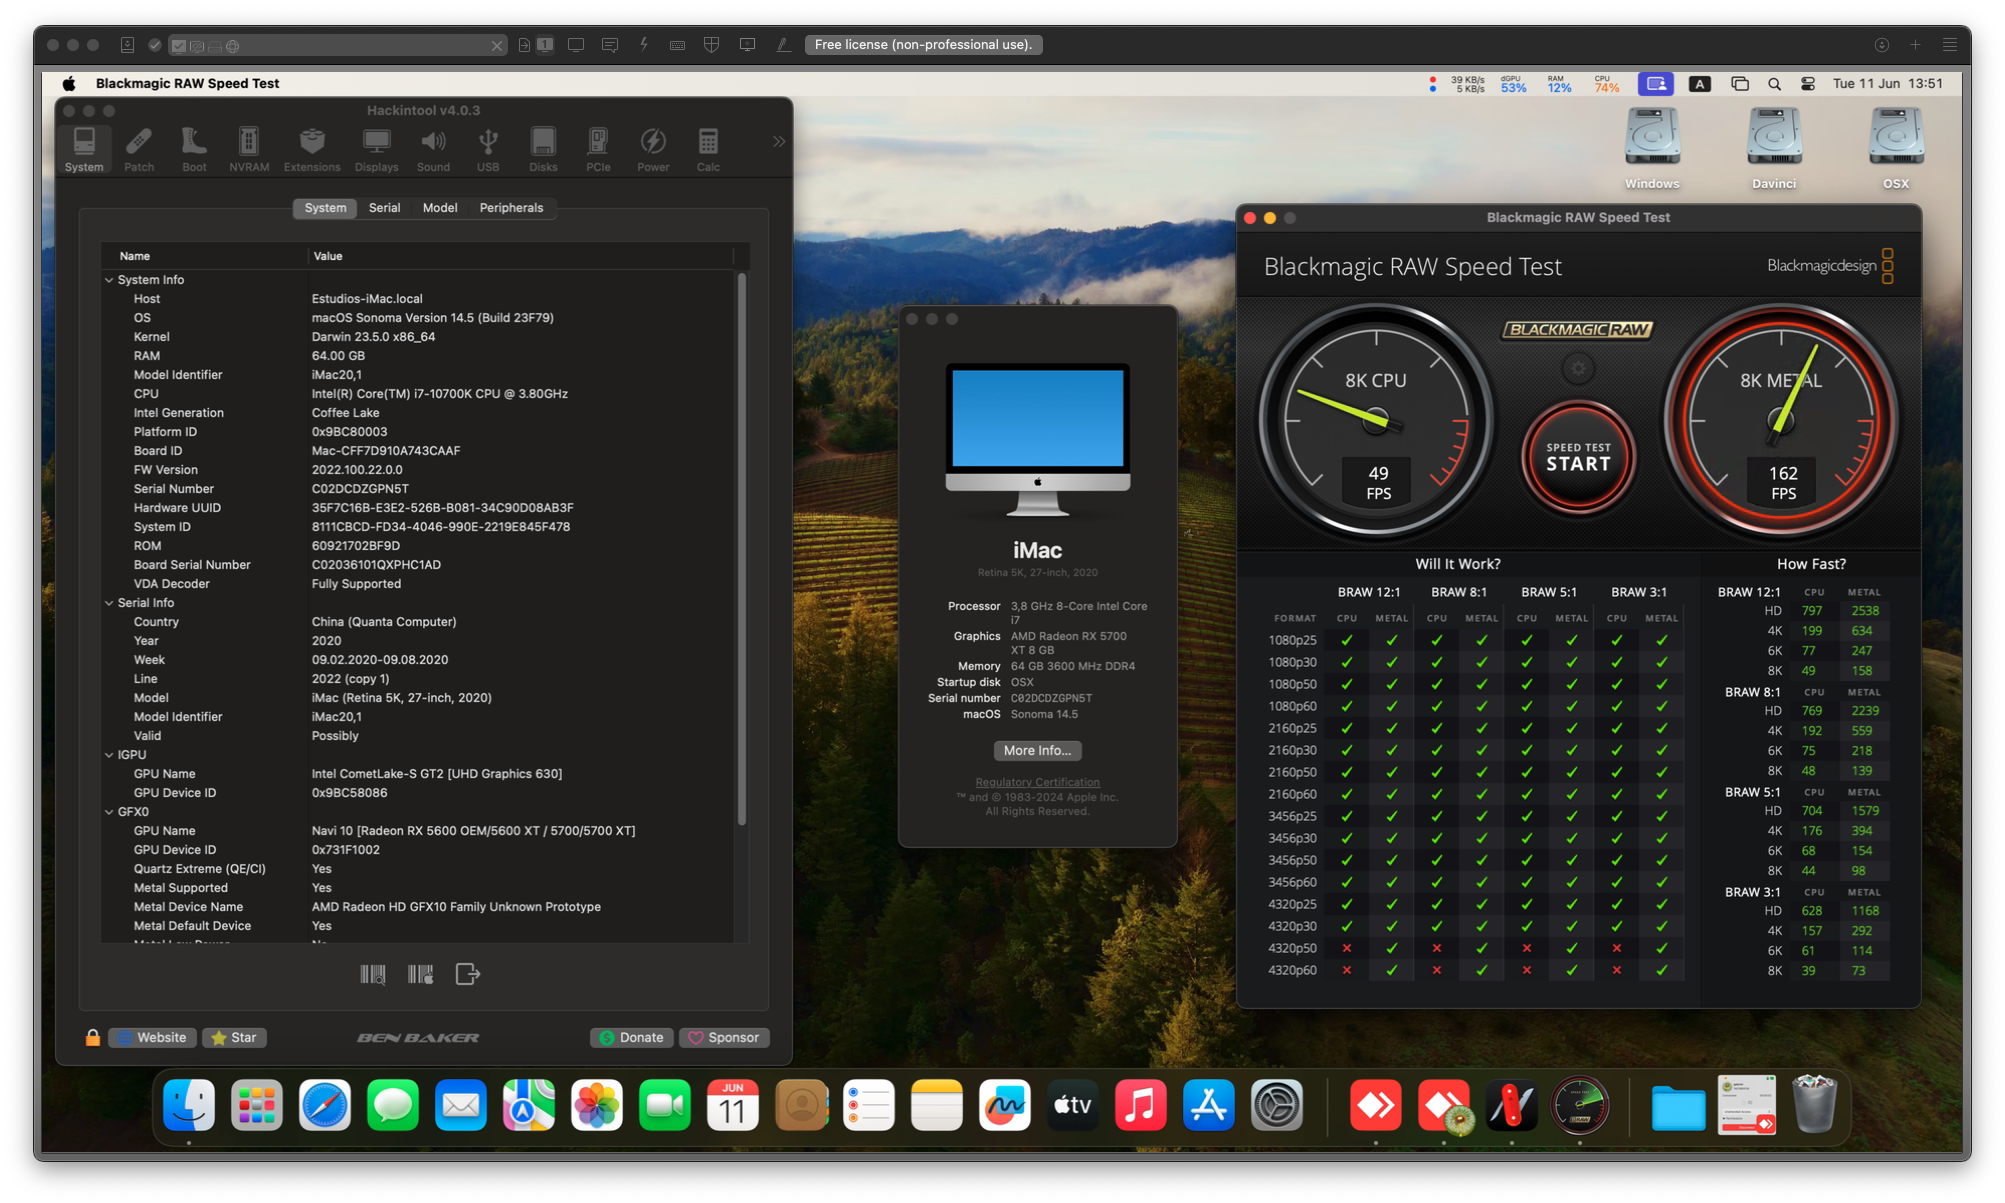 1
Free license (non-professional use).
Blackmagic RAW Speed Test
39 KB/s
5 KB/s
dGPU
53%
RAM
12%
CPU
74%
A
Tue 11 Jun 13:51
Hackintool v4.0.3
System Patch Boot NVRAM Extensions Displays Sound USB Disks PCIe Power Calc
System Serial Model Peripherals
Name Value
System Info
Host Estudios-iMac.local
OS macOS Sonoma Version 14.5 (Build 23F79)
Kernel Darwin 23.5.0 x86_64
RAM 64.00 GB
Model Identifier iMac20,1
CPU Intel(R) Core(TM) i7-10700K CPU @ 3.80GHz
Intel Generation Coffee Lake
Platform ID 0x9BC80003
Board ID Mac-CFF7D910A743CAAF
FW Version 2022.100.22.0.0
Serial Number C02DCDZGPN5T
Hardware UUID 35F7C16B-E3E2-526B-B081-34C90D08AB3F
System ID 8111CBCD-FD34-4046-990E-2219E845F478
ROM 60921702BF9D
Board Serial Number C02036101QXPHC1AD
VDA Decoder Fully Supported
Serial Info
Country China (Quanta Computer)
Year 2020
Week 09.02.2020-09.08.2020
Line 2022 (copy 1)
Model iMac (Retina 5K, 27-inch, 2020)
Model Identifier iMac20,1
Valid Possibly
IGPU
GPU Name Intel CometLake-S GT2 [UHD Graphics 630]
GPU Device ID 0x9BC58086
GFX0
GPU Name Navi 10 [Radeon RX 5600 OEM/5600 XT / 5700/5700 XT]
GPU Device ID 0x731F1002
Quartz Extreme (QE/CI) Yes
Metal Supported Yes
Metal Device Name AMD Radeon HD GFX10 Family Unknown Prototype
Metal Default Device Yes
Website Star BEN BAKER Donate Sponsor
iMac
Retina 5K, 27-inch, 2020
Processor 3,8 GHz 8-Core Intel Core
i7
Graphics AMD Radeon RX 5700
XT 8 GB
Memory 64 GB 3600 MHz DDR4
Startup disk OSX
Serial number C02DCDZGPN5T
macOS Sonoma 14.5
More Info...
Regulatory Certification
™ and © 1983-2024 Apple Inc.
All Rights Reserved.
Windows Davinci OSX
Blackmagic RAW Speed Test
Blackmagic RAW Speed Test Blackmagicdesign
BLACKMAGIC RAW
8K CPU
49
FPS
SPEED TEST
START
8K METAL
162
FPS
Will It Work?
BRAW 12:1 BRAW 8:1 BRAW 5:1 BRAW 3:1
FORMAT CPU METAL CPU METAL CPU METAL CPU METAL
1080p25
1080p30
1080p50
1080p60
2160p25
2160p30
2160p50
2160p60
3456p25
3456p30
3456p50
3456p60
4320p25
4320p30
4320p50
4320p60
How Fast?
BRAW 12:1 CPU METAL
HD 797 2538
4K 199 634
6K 77 247
8K 49 158
BRAW 8:1 CPU METAL
HD 769 2239
4K 192 559
6K 75 218
8K 48 139
BRAW 5:1 CPU METAL
HD 704 1579
4K 176 394
6K 68 154
8K 44 98
BRAW 3:1 CPU METAL
HD 628 1168
4K 157 292
6K 61 114
8K 39 73
JUN
11
tv